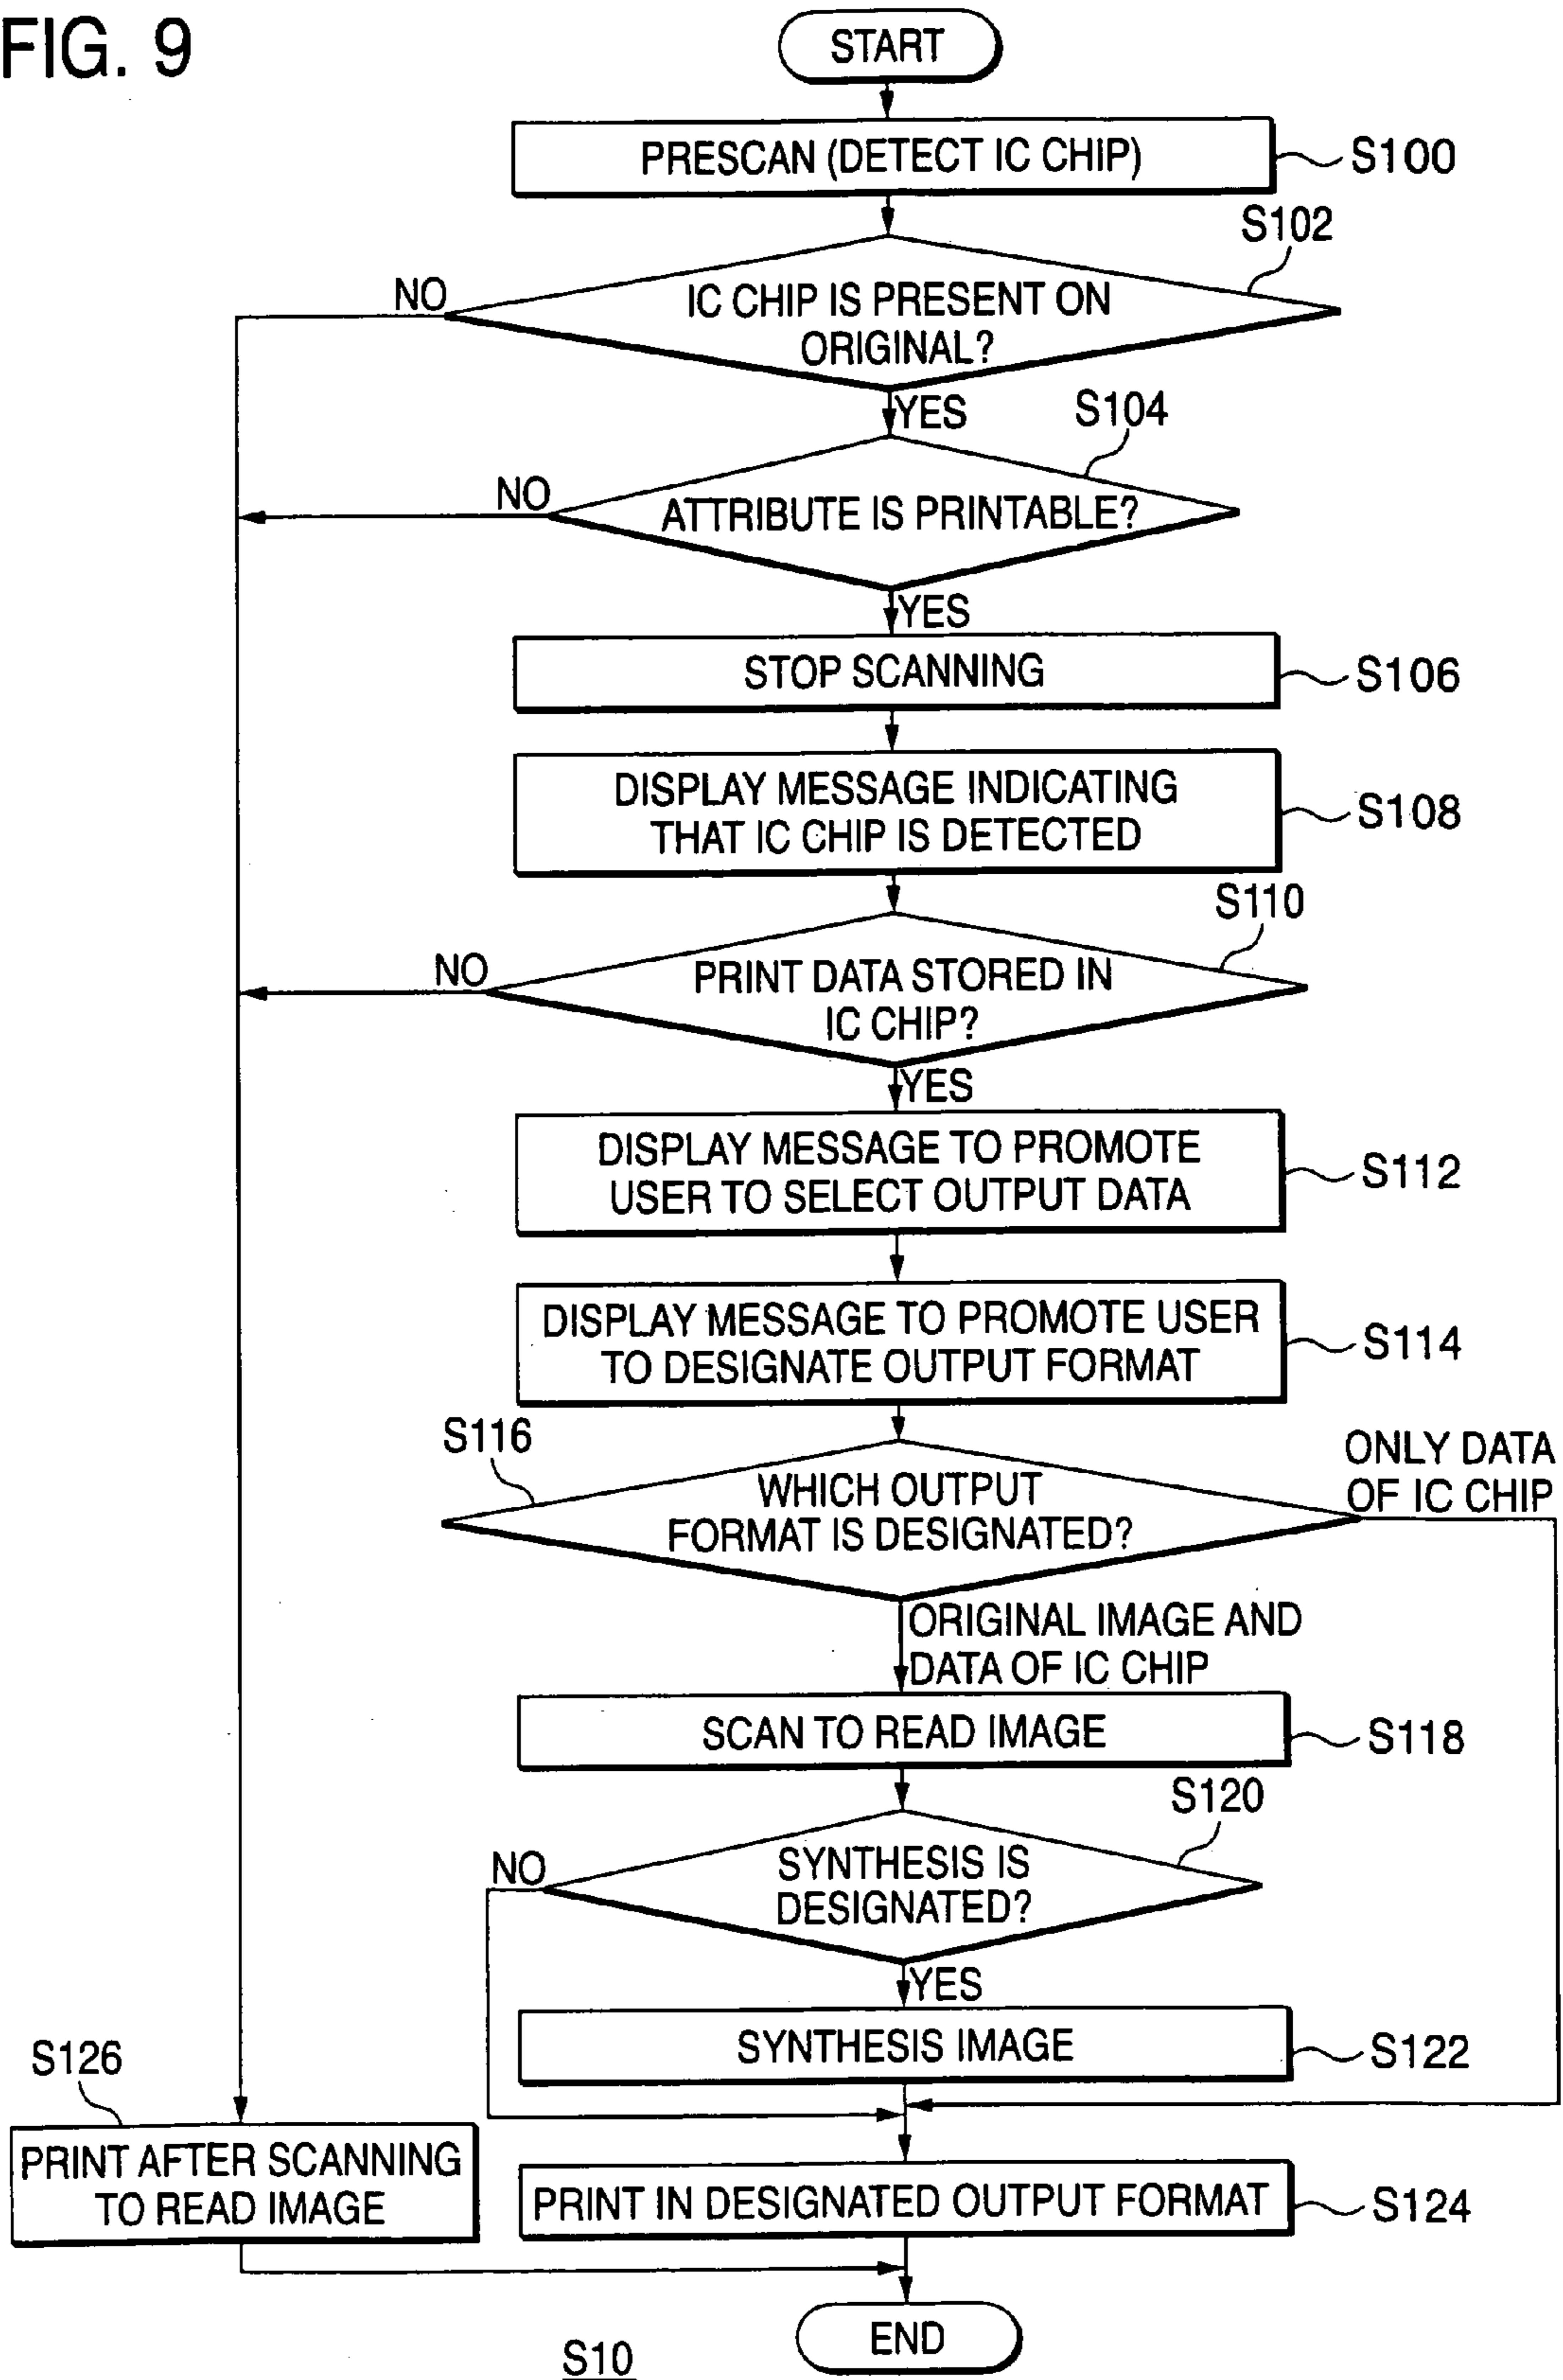 FIG. 9
START
PRESCAN (DETECT IC CHIP)
S100
S102
NO
IC CHIP IS PRESENT ON
ORIGINAL?
YES
S104
NO
ATTRIBUTE IS PRINTABLE?
YES
STOP SCANNING
S106
DISPLAY MESSAGE INDICATING
THAT IC CHIP IS DETECTED
S108
S110
NO
PRINT DATA STORED IN
IC CHIP?
YES
DISPLAY MESSAGE TO PROMOTE
USER TO SELECT OUTPUT DATA
S112
DISPLAY MESSAGE TO PROMOTE USER
TO DESIGNATE OUTPUT FORMAT
S114
S116
WHICH OUTPUT
FORMAT IS DESIGNATED?
ONLY DATA
OF IC CHIP
ORIGINAL IMAGE AND
DATA OF IC CHIP
SCAN TO READ IMAGE
S118
S120
NO
SYNTHESIS IS
DESIGNATED?
YES
SYNTHESIS IMAGE
S122
S126
PRINT AFTER SCANNING
TO READ IMAGE
PRINT IN DESIGNATED OUTPUT FORMAT
S124
END
S10